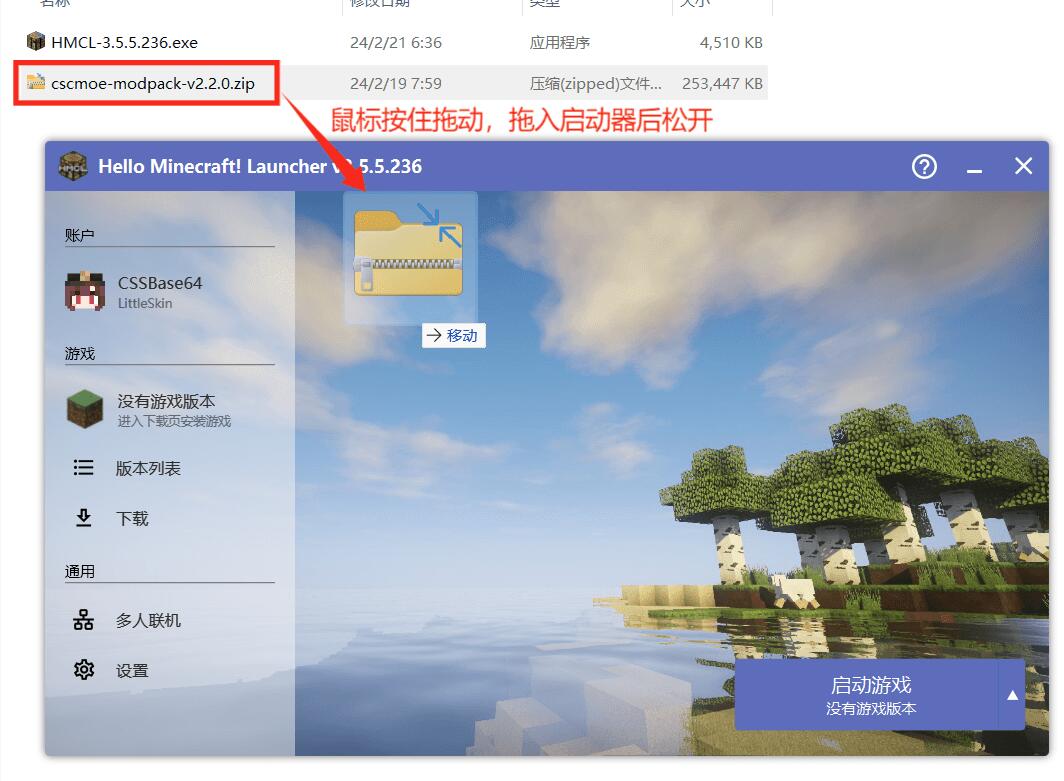 名称 修改日期 类型 大小
HMCL-3.5.5.236.exe 24/2/21 6:36 应用程序 4,510 KB
cscmoe-modpack-v2.2.0.zip 24/2/19 7:59 压缩(zipped)文件... 253,447 KB
鼠标按住拖动，拖入启动器后松开
Hello Minecraft! Launcher v3.5.5.236
账户
CSSBase64
LittleSkin
移动
游戏
没有游戏版本
进入下载页安装游戏
版本列表
下载
通用
多人联机
设置
启动游戏
没有游戏版本